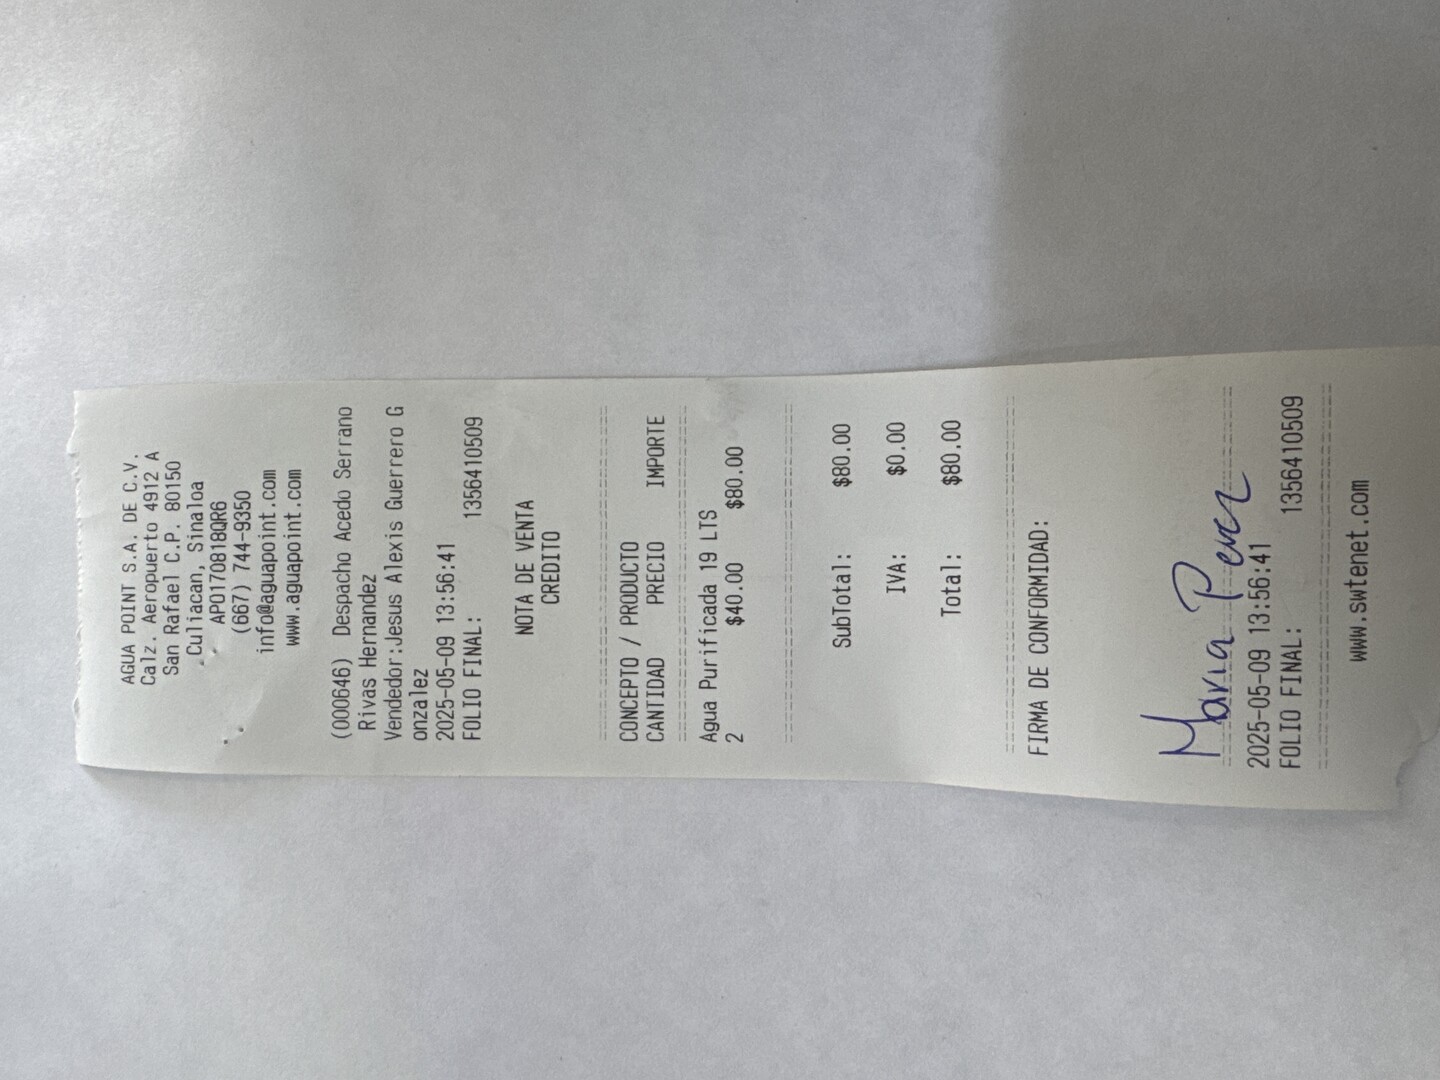 AGUA POINT S.A. DE C.V.
Calz. Aeropuerto 4912 A
San Rafael C.P. 80150
Culiacan, Sinaloa
APO170818QR6
(667) 744-9350
info@aguapoint.com
www.aguapoint.com
(000646) Despacho Acedo Serrano
Rivas Hernandez
Vendedor:Jesus Alexis Guerrero G
onzalez
2025-05-09 13:56:41
FOLIO FINAL: 1356410509
NOTA DE VENTA
CREDITO
CONCEPTO / PRODUCTO
CANTIDAD PRECIO IMPORTE
Agua Purificada 19 LTS
2 $40.00 $80.00
SubTotal: $80.00
IVA: $0.00
Total: $80.00
FIRMA DE CONFORMIDAD:
Maria Perez
2025-05-09 13:56:41
FOLIO FINAL: 1356410509
www.swtenet.com